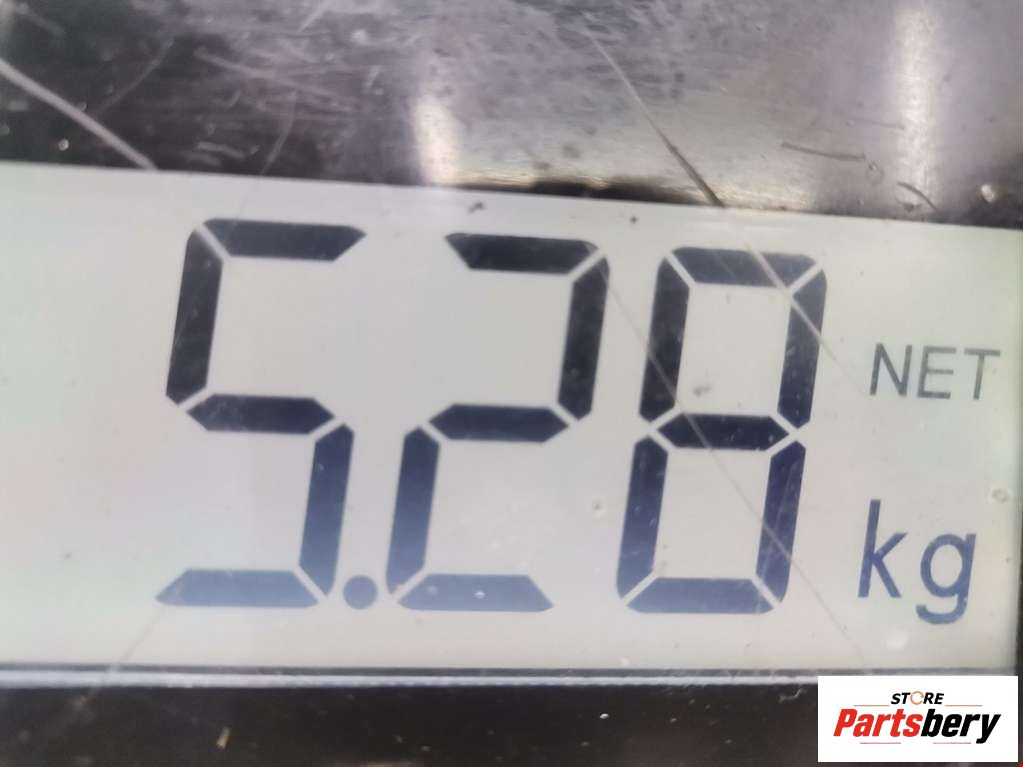 5.28 NET
kg
STORE
Partsbery